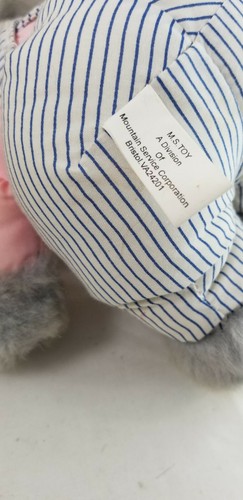 M.S. TOY
A Division
Of
Mountain Service Corporation
Bristol VA24201